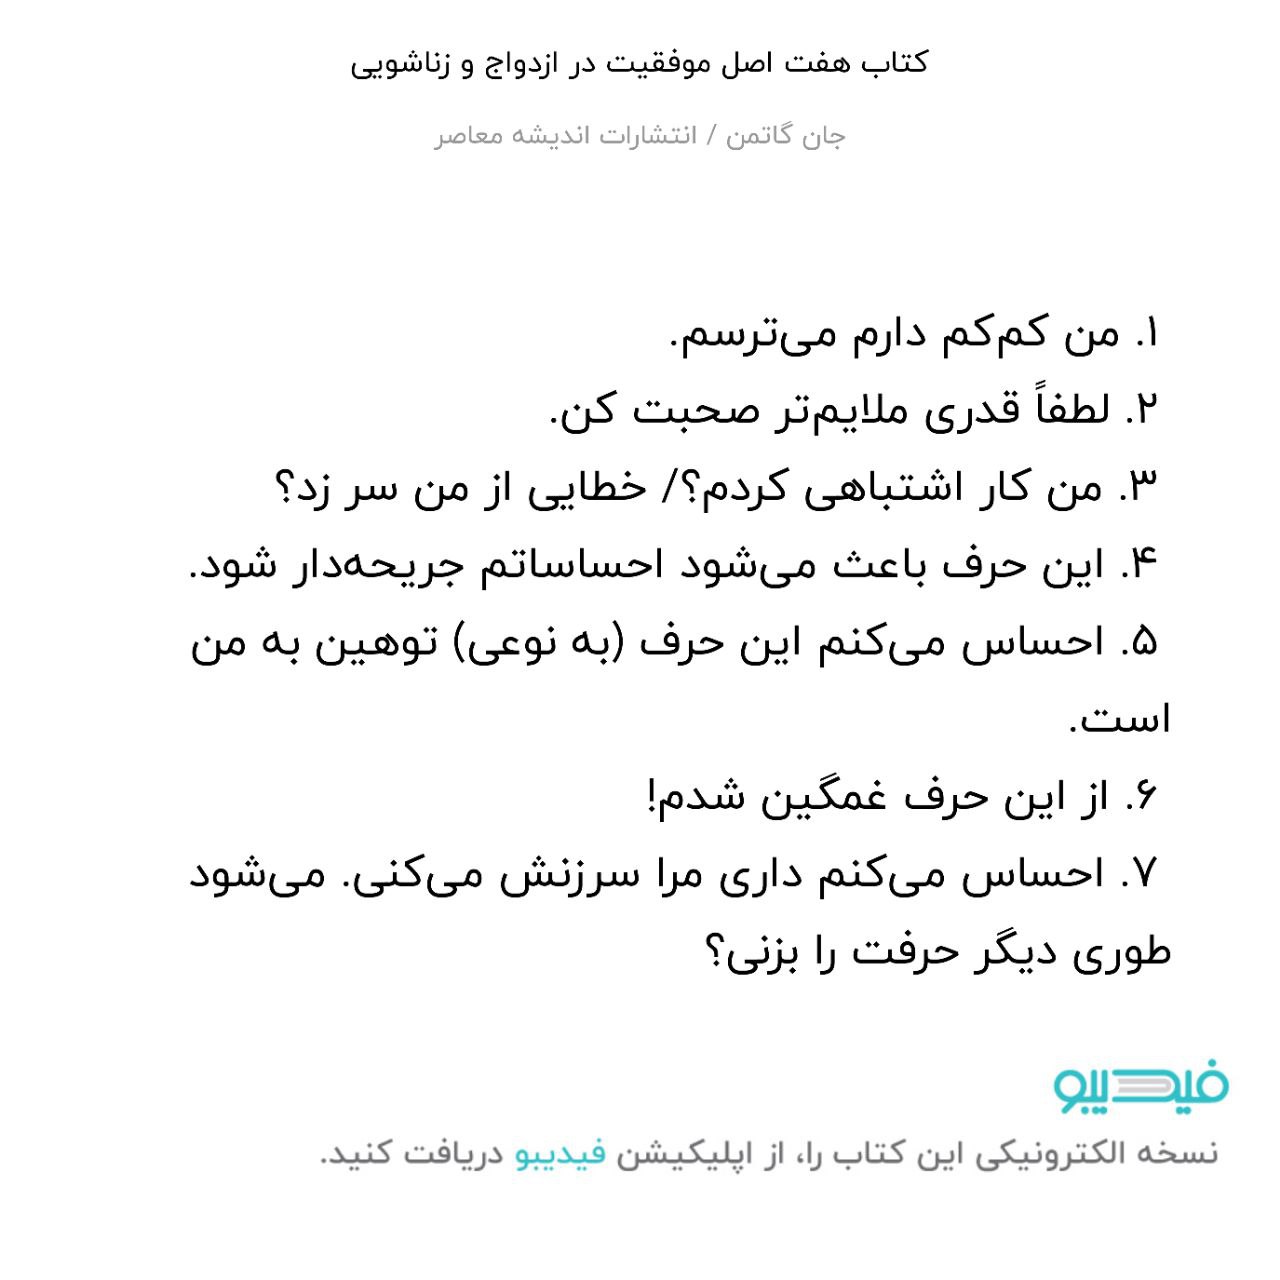 کتاب هفت اصل موفقیت در ازدواج و زناشویی
جان گاتمن / انتشارات اندیشه معاصر
۱. من کم‌کم دارم می‌ترسم.
۲. لطفاً قدری ملایم‌تر صحبت کن.
۳. من کار اشتباهی کردم؟/ خطایی از من سر زد؟
۴. این حرف باعث می‌شود احساساتم جریحه‌دار شود.
۵. احساس می‌کنم این حرف (به نوعی) توهین به من
است.
۶. از این حرف غمگین شدم!
۷. احساس می‌کنم داری مرا سرزنش می‌کنی. می‌شود
طوری دیگر حرفت را بزنی؟
فیدیبو
نسخه الکترونیکی این کتاب را، از اپلیکیشن فیدیبو دریافت کنید.